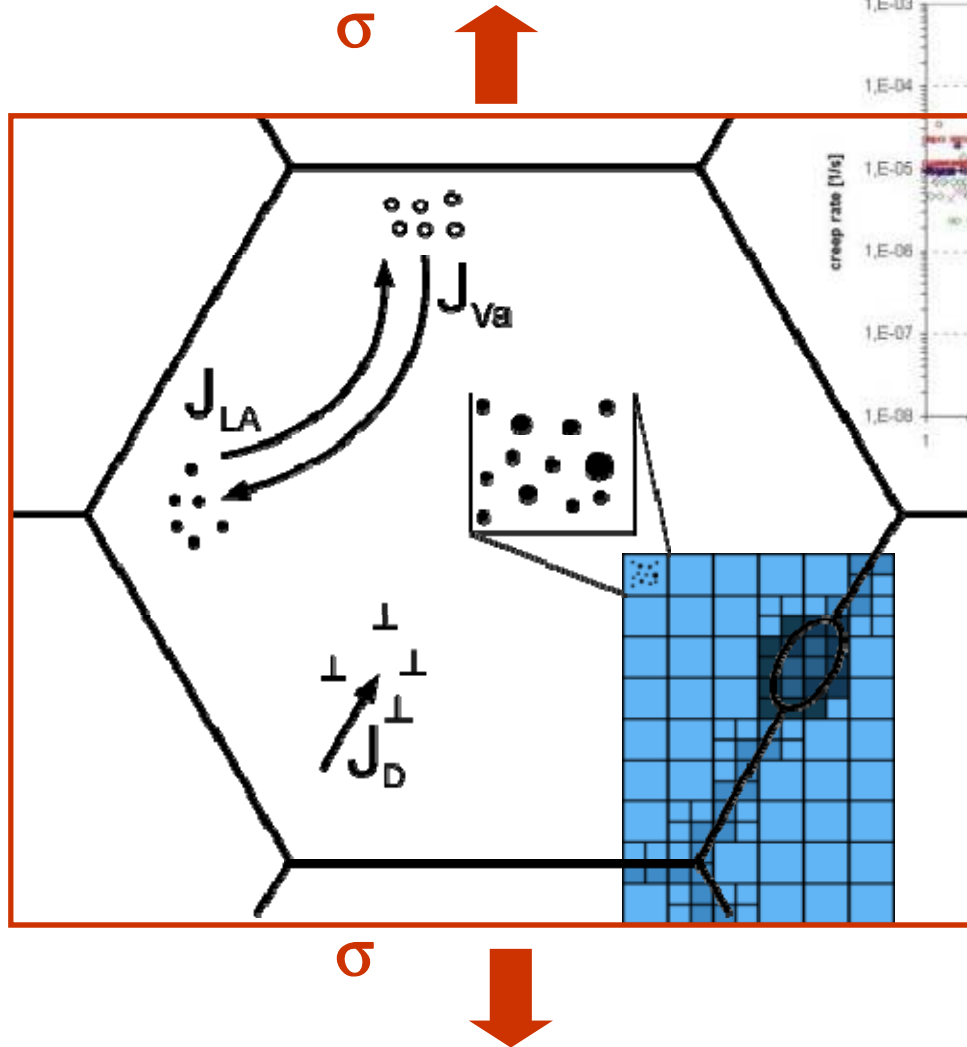 σ
1,E-03
1,E-04
creep rate [1/s]
1,E-05
1,E-06
1,E-07
1,E-08
1
J_Va
J_LA
J_D
σ